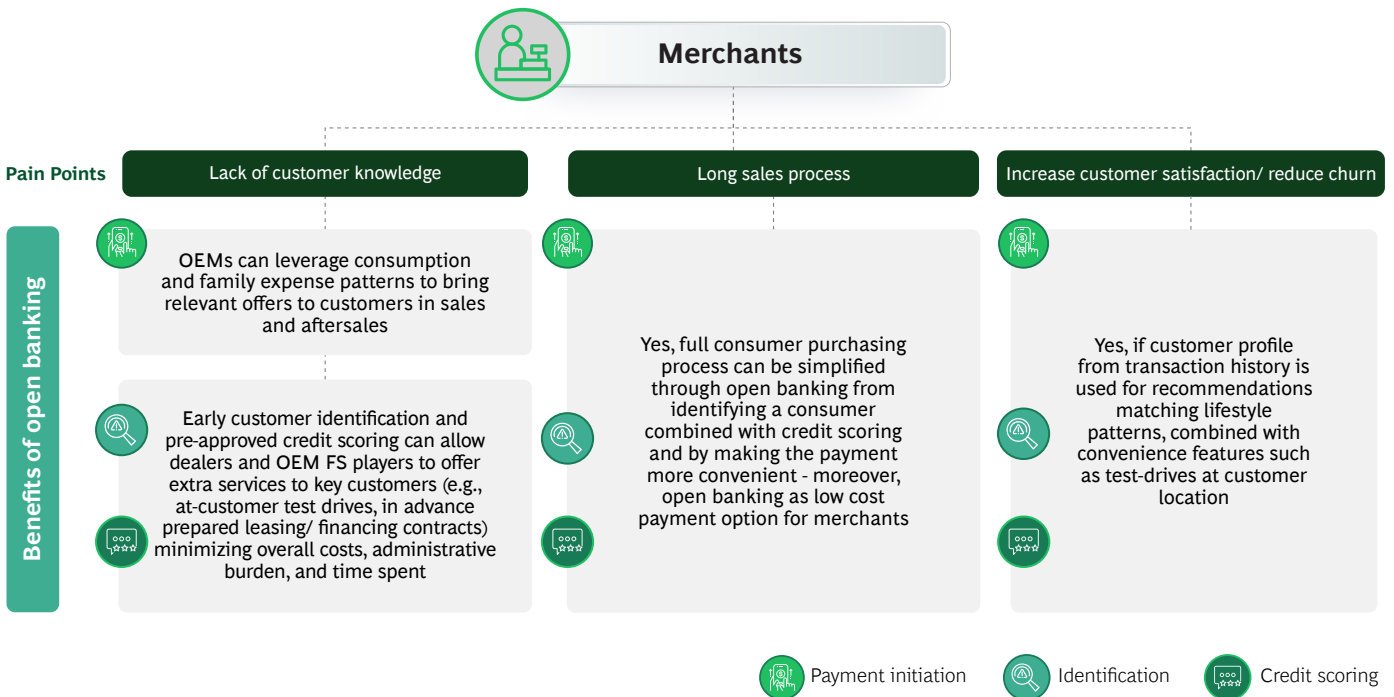 Merchants
Pain Points
Lack of customer knowledge
Long sales process
Increase customer satisfaction/ reduce churn
Benefits of open banking
OEMs can leverage consumption
and family expense patterns to bring
relevant offers to customers in sales
and aftersales
Early customer identification and
pre-approved credit scoring can allow
dealers and OEM FS players to offer
extra services to key customers (e.g.,
at-customer test drives, in advance
prepared leasing/ financing contracts)
minimizing overall costs, administrative
burden, and time spent
Yes, full consumer purchasing
process can be simplified
through open banking from
identifying a consumer
combined with credit scoring
and by making the payment
more convenient - moreover,
open banking as low cost
payment option for merchants
Yes, if customer profile
from transaction history is
used for recommendations
matching lifestyle
patterns, combined with
convenience features such
as test-drives at customer
location
Payment initiation
Identification
Credit scoring